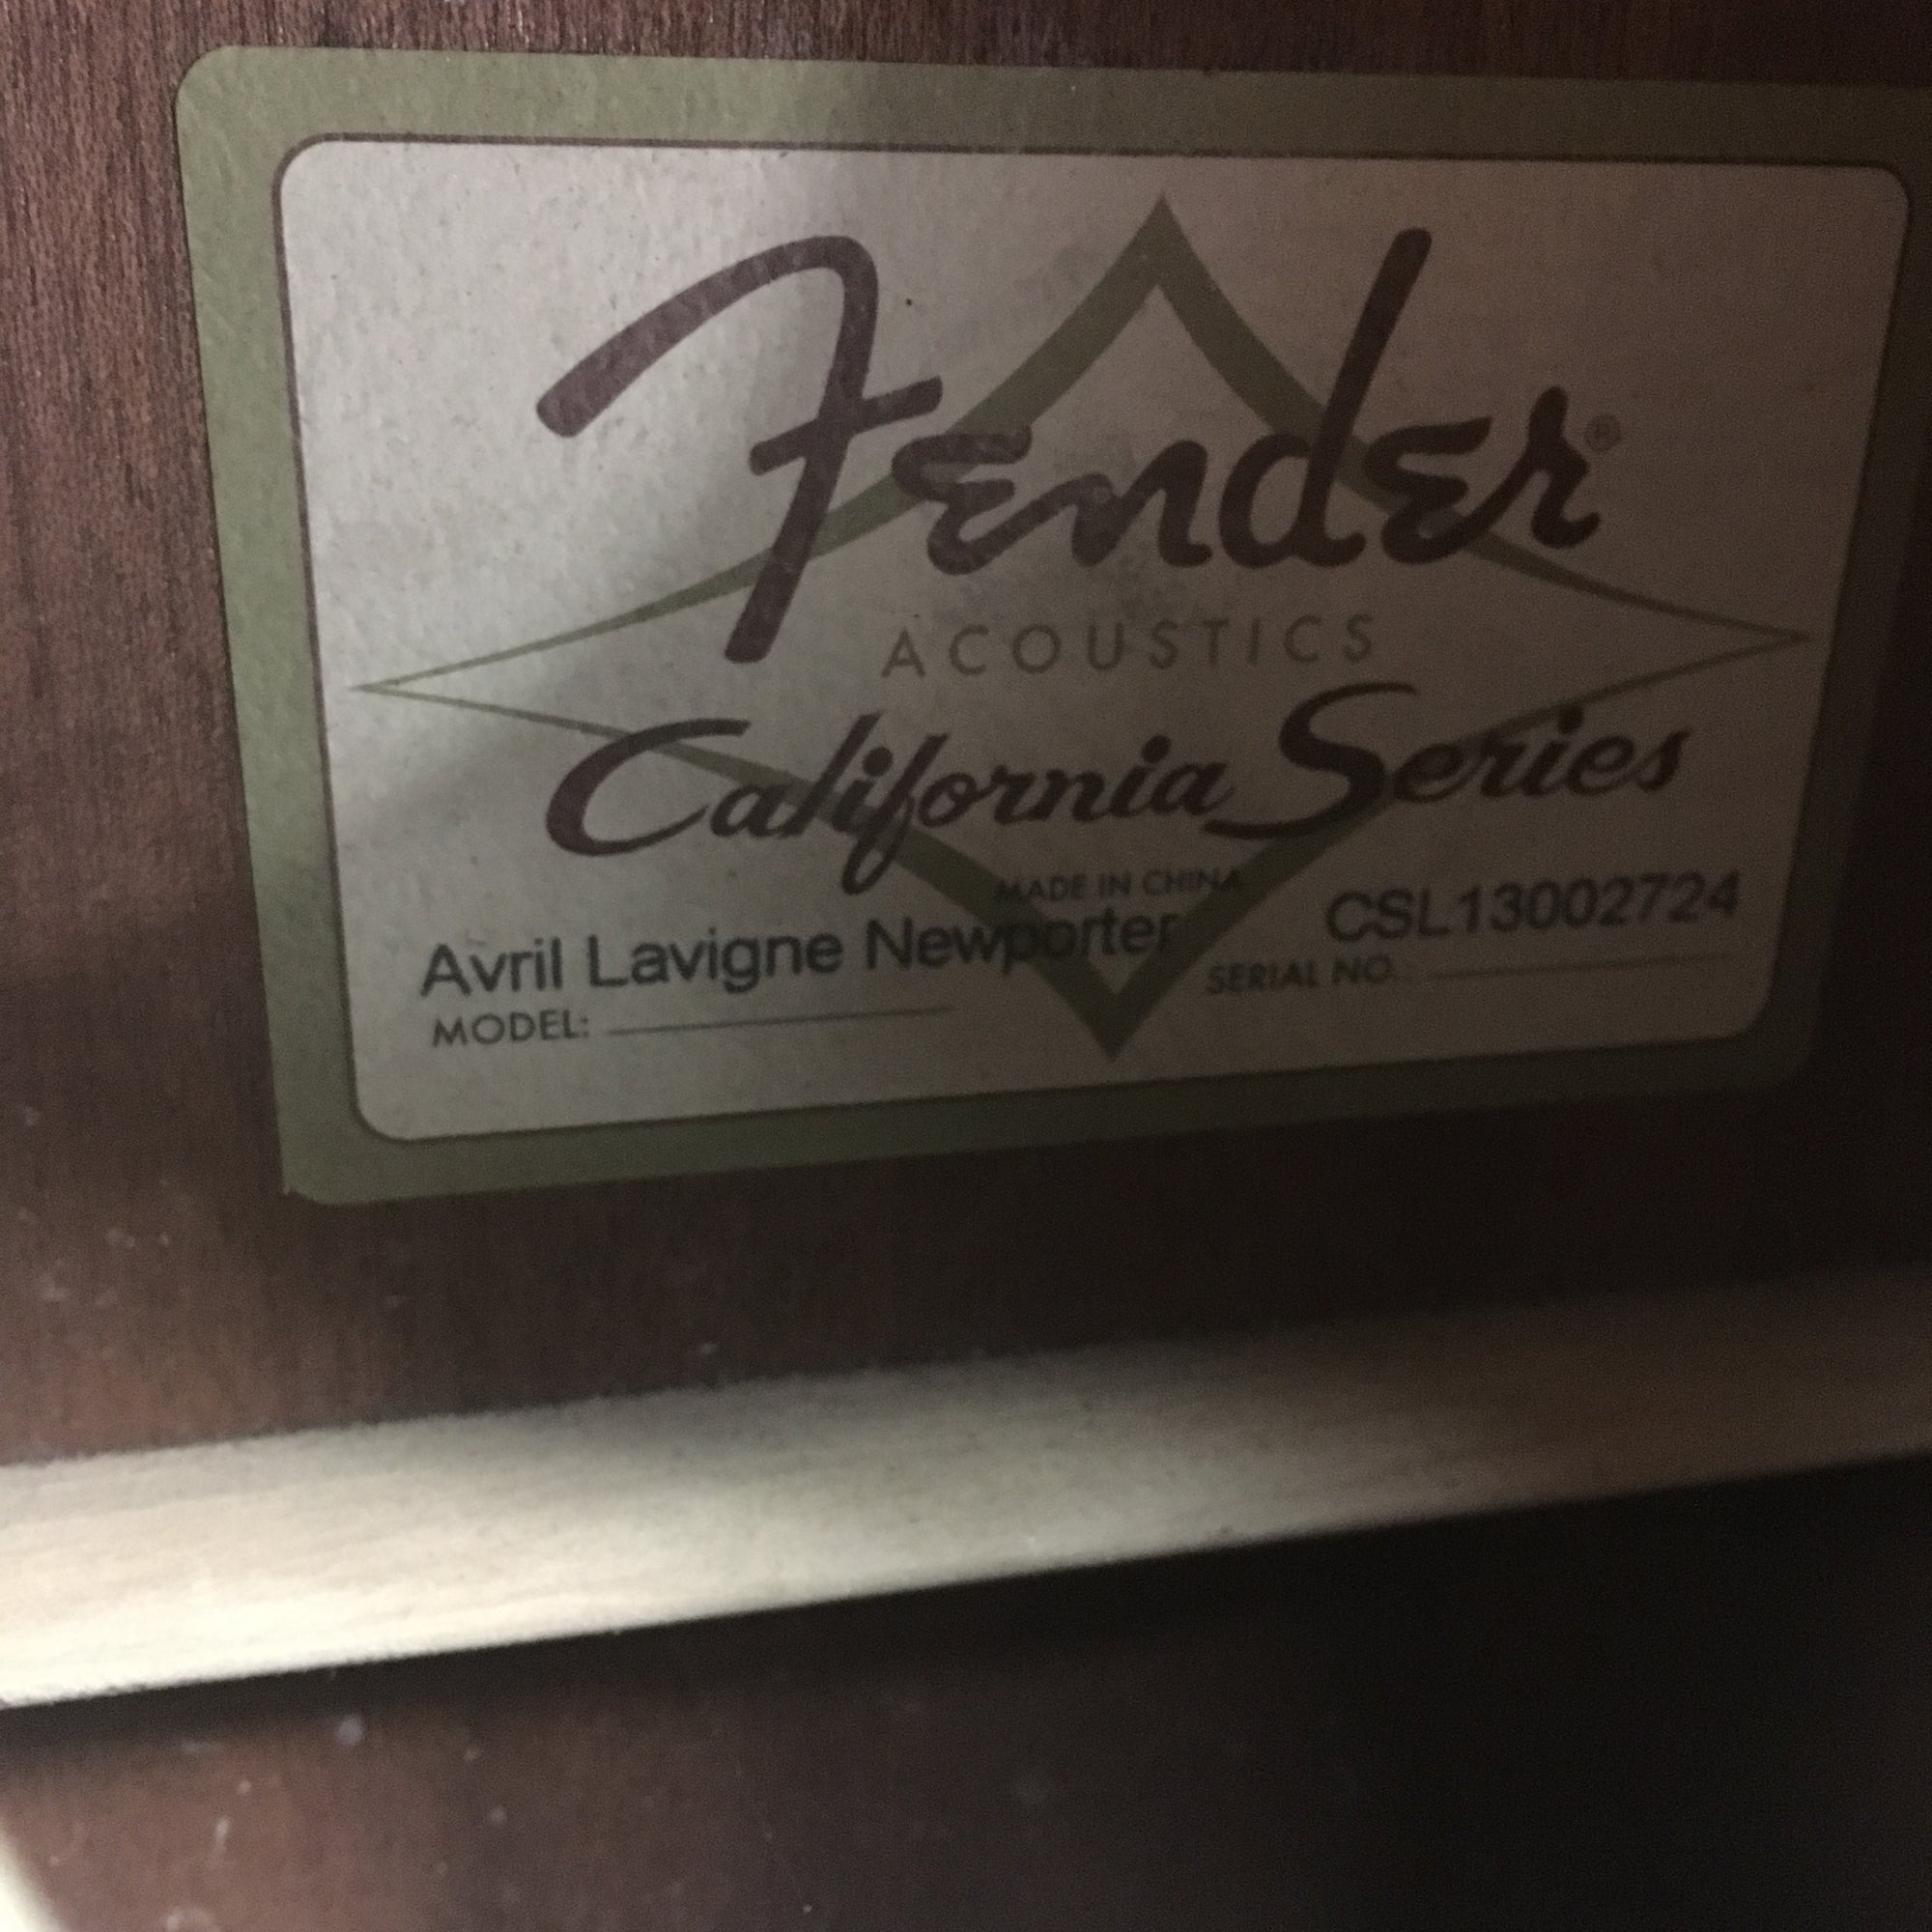 Fender®
ACOUSTICS
California Series
MADE IN CHINA
Avril Lavigne Newporter CSL13002724
MODEL: SERIAL NO.